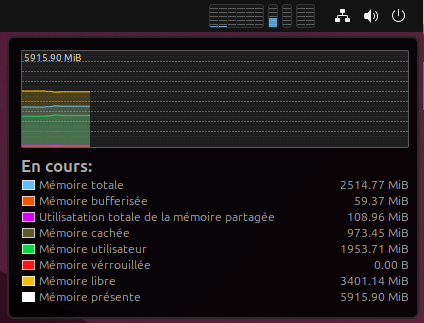 5915.90 MiB
En cours:
Mémoire totale 2514.77 MiB
Mémoire bufferisée 59.37 MiB
Utilisatation totale de la mémoire partagée 108.96 MiB
Mémoire cachée 973.45 MiB
Mémoire utilisateur 1953.71 MiB
Mémoire vérrouillée 0.00 B
Mémoire libre 3401.14 MiB
Mémoire présente 5915.90 MiB